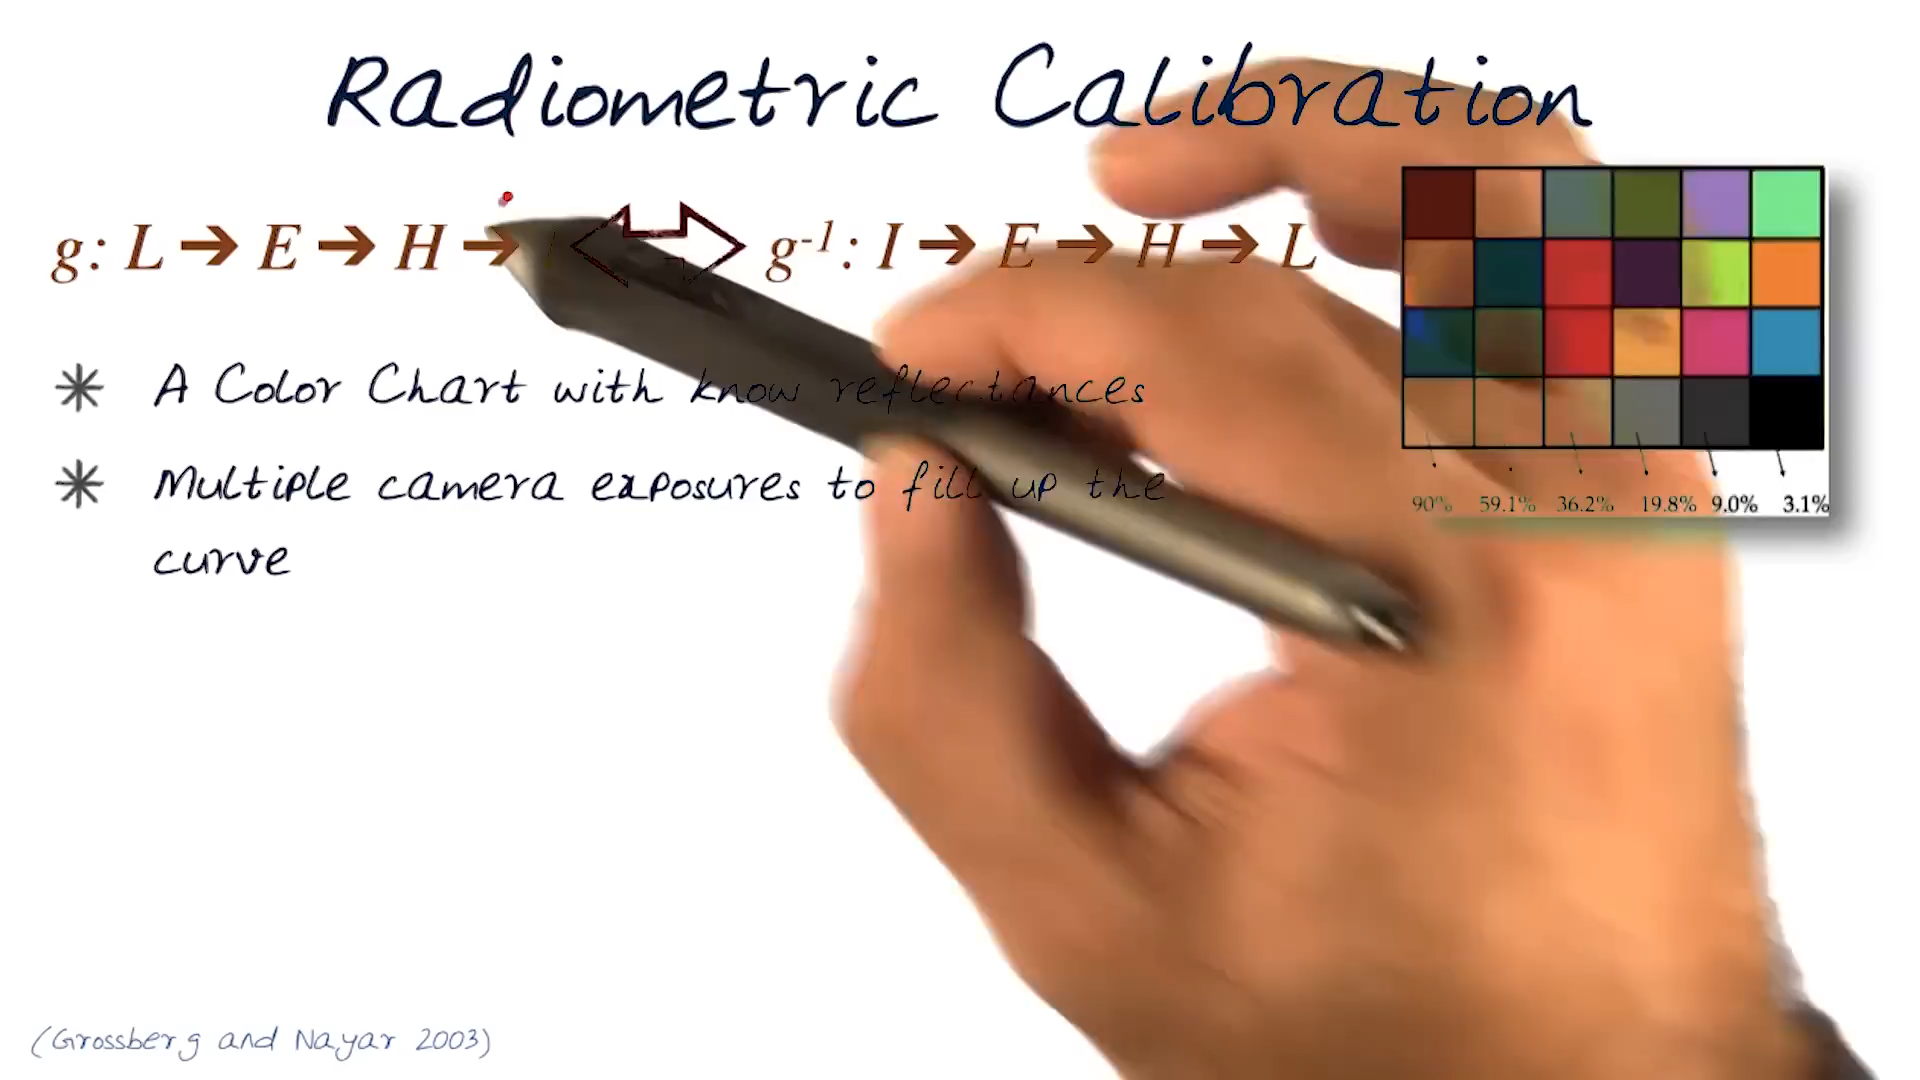 Radiometric Calibration
g: L → E → H → I ⟺ g⁻¹: I → E → H → L
A Color Chart with know reflectances
Multiple camera exposures to fill up the
curve
90% 59.1% 36.2% 19.8% 9.0% 3.1%
(Grossberg and Nayar 2003)